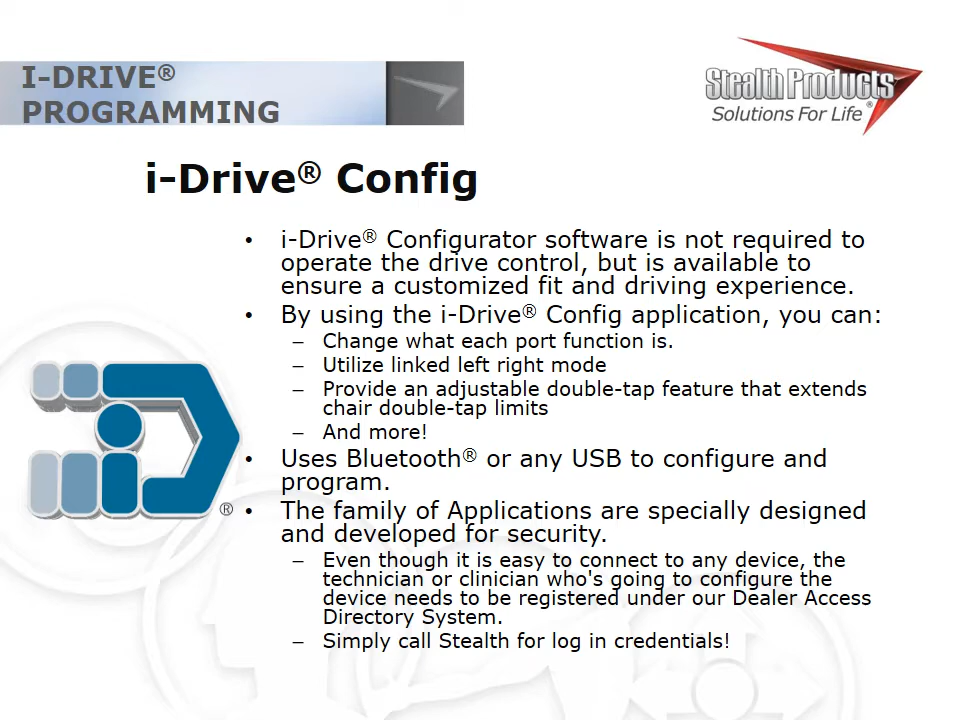 I-DRIVE®
PROGRAMMING
Stealth Products
®
Solutions For Life
i-Drive® Config
• i-Drive® Configurator software is not required to
operate the drive control, but is available to
ensure a customized fit and driving experience.
• By using the i-Drive® Config application, you can:
– Change what each port function is.
– Utilize linked left right mode
– Provide an adjustable double-tap feature that extends
chair double-tap limits
– And more!
• Uses Bluetooth® or any USB to configure and
program.
• The family of Applications are specially designed
and developed for security.
– Even though it is easy to connect to any device, the
technician or clinician who's going to configure the
device needs to be registered under our Dealer Access
Directory System.
– Simply call Stealth for log in credentials!
iD
®